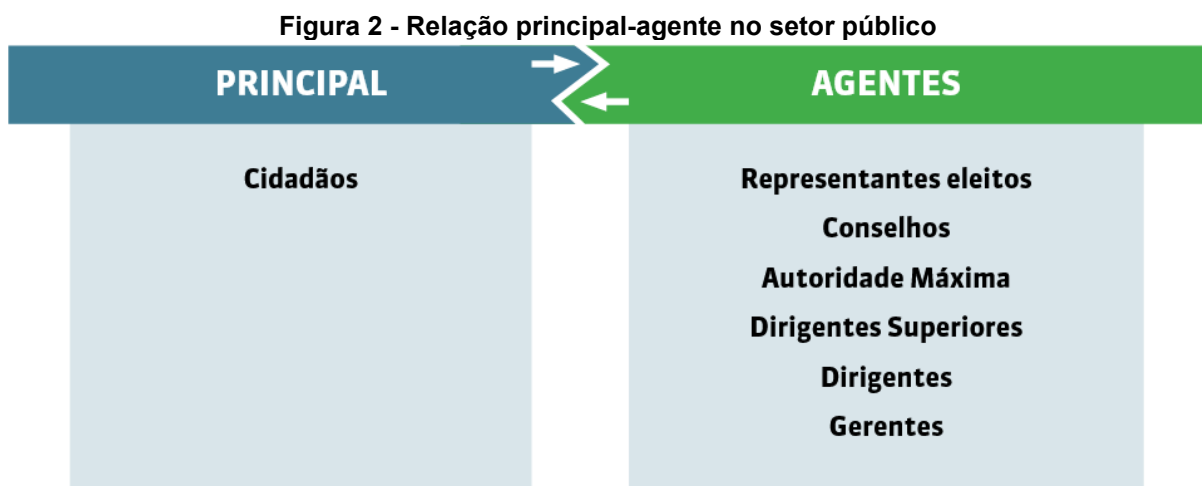 Figura 2 - Relação principal-agente no setor público
PRINCIPAL
AGENTES
Cidadãos
Representantes eleitos
Conselhos
Autoridade Máxima
Dirigentes Superiores
Dirigentes
Gerentes